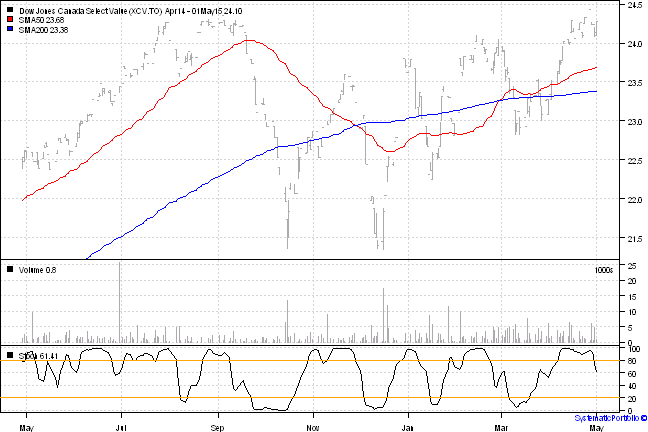 Dow Jones Canada Select Value (XCV.TO) Apr14 - 01May15 24.10
SMA50 23.68
SMA200 23.38
24.5
24.0
23.5
23.0
22.5
22.0
21.5
Volume 0.8
1000s
25
20
15
10
5
0
Stock 61.41
100
80
60
40
20
0
May Jul Sep Nov Jan Mar May
SystematicPortfolio ©